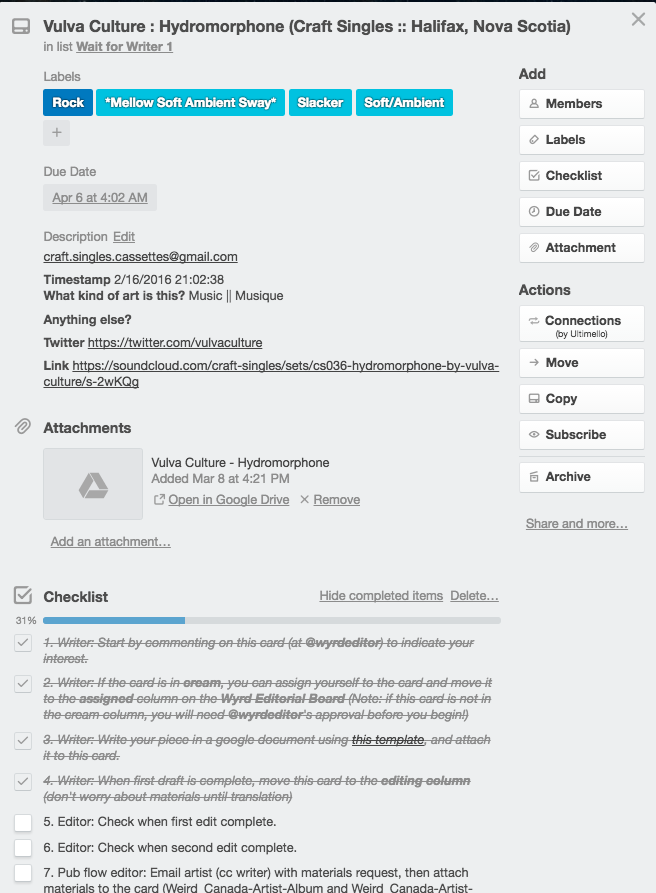 Vulva Culture : Hydromorphone (Craft Singles :: Halifax, Nova Scotia)
in list Wait for Writer 1
Labels
Rock
*Mellow Soft Ambient Sway*
Slacker
Soft/Ambient
+
Due Date
Apr 6 at 4:02 AM
Description Edit
craft.singles.cassettes@gmail.com
Timestamp 2/16/2016 21:02:38
What kind of art is this? Music || Musique
Anything else?
Twitter https://twitter.com/vulvaculture
Link https://soundcloud.com/craft-singles/sets/cs036-hydromorphone-by-vulva-
culture/s-2wKQg
Attachments
Vulva Culture - Hydromorphone
Added Mar 8 at 4:21 PM
Open in Google Drive × Remove
Add an attachment…
Checklist
Hide completed items Delete…
31%
1. Writer: Start by commenting on this card (at @wyrdeditor) to indicate your
interest.
2. Writer: If the card is in cream, you can assign yourself to the card and move it
to the assigned column on the Wyrd Editorial Board (Note: if this card is not in
the cream column, you will need @wyrdeditor's approval before you begin!)
3. Writer: Write your piece in a google document using this template, and attach
it to this card.
4. Writer: When first draft is complete, move this card to the editing column
(don't worry about materials until translation)
5. Editor: Check when first edit complete.
6. Editor: Check when second edit complete.
7. Pub flow editor: Email artist (cc writer) with materials request, then attach
materials to the card (Weird_Canada-Artist-Album and Weird_Canada-Artist-
Add
Members
Labels
Checklist
Due Date
Attachment
Actions
Connections
(by Ultimello)
Move
Copy
Subscribe
Archive
Share and more…